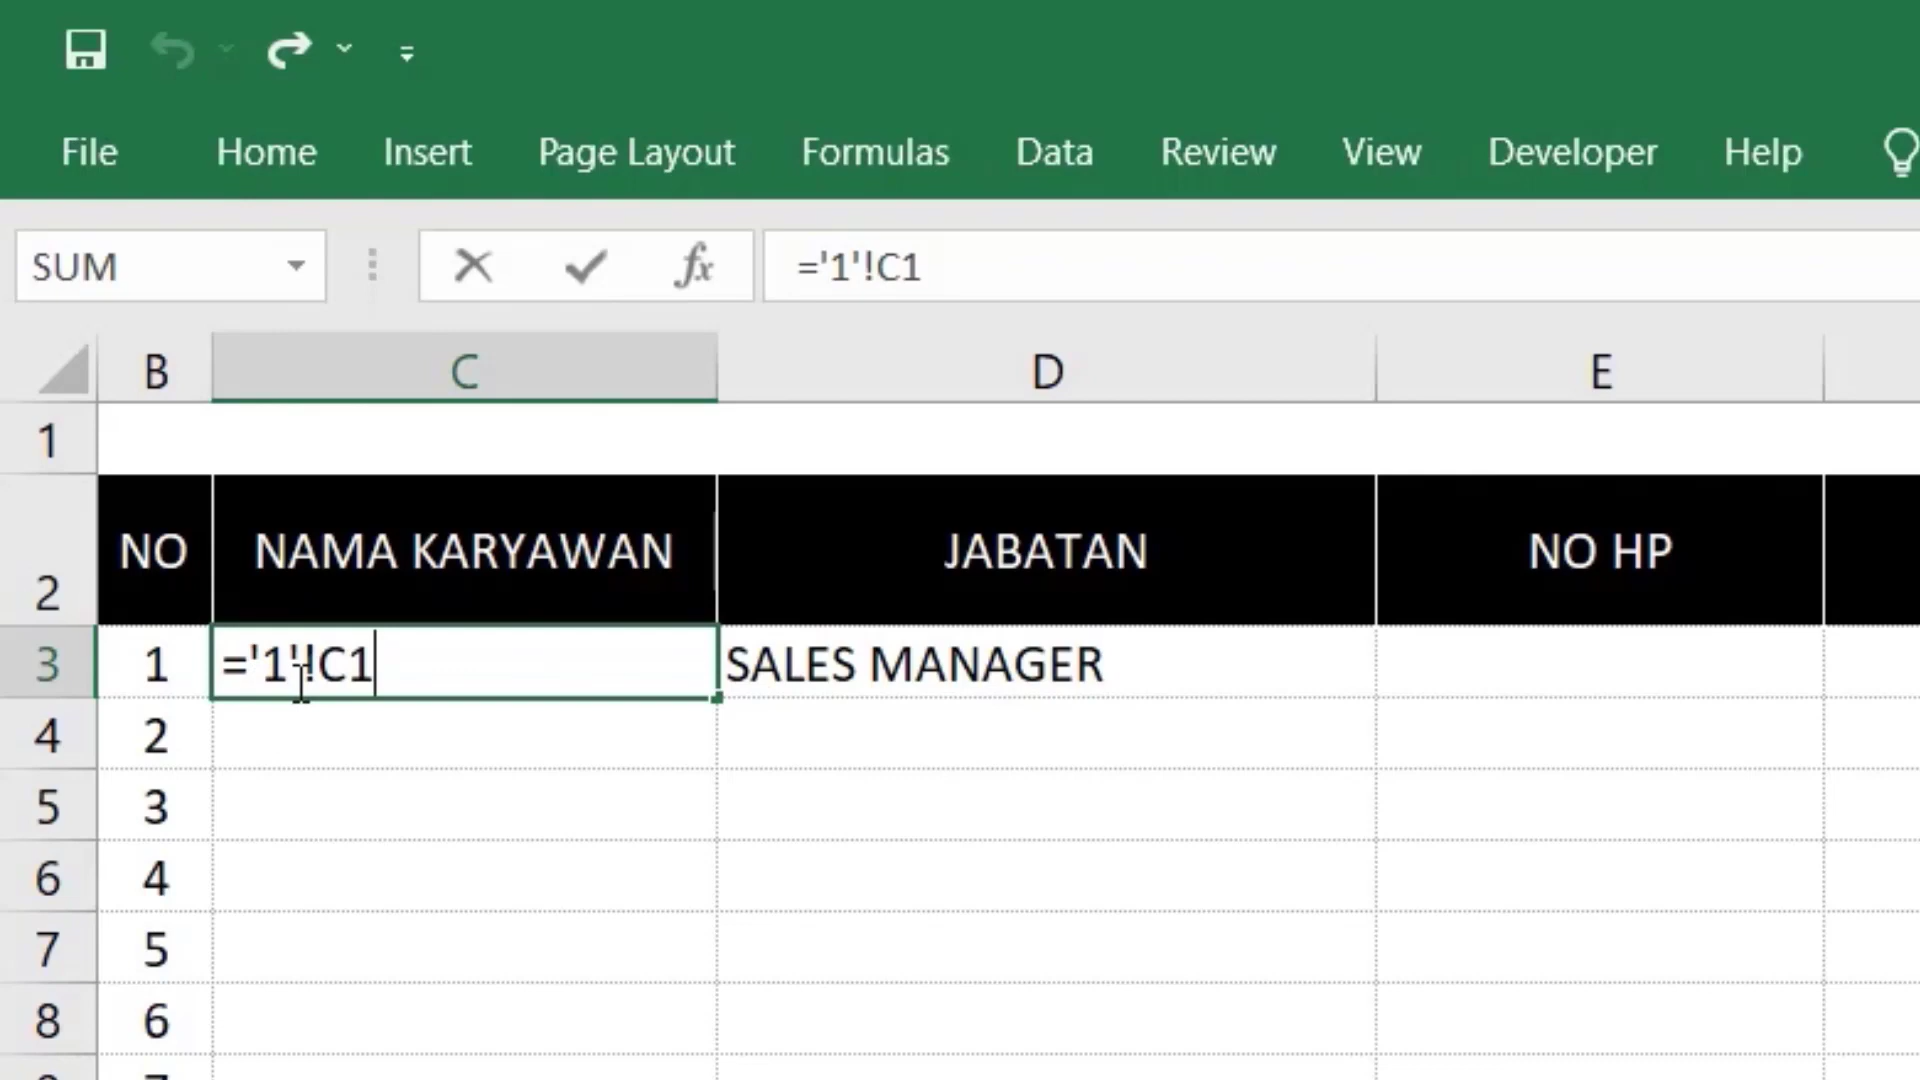 File Home Insert Page Layout Formulas Data Review View Developer Help
SUM fx ='1'!C1
B C D E
1
2 NO NAMA KARYAWAN JABATAN NO HP
3 1 ='1'!C1 SALES MANAGER
4 2
5 3
6 4
7 5
8 6